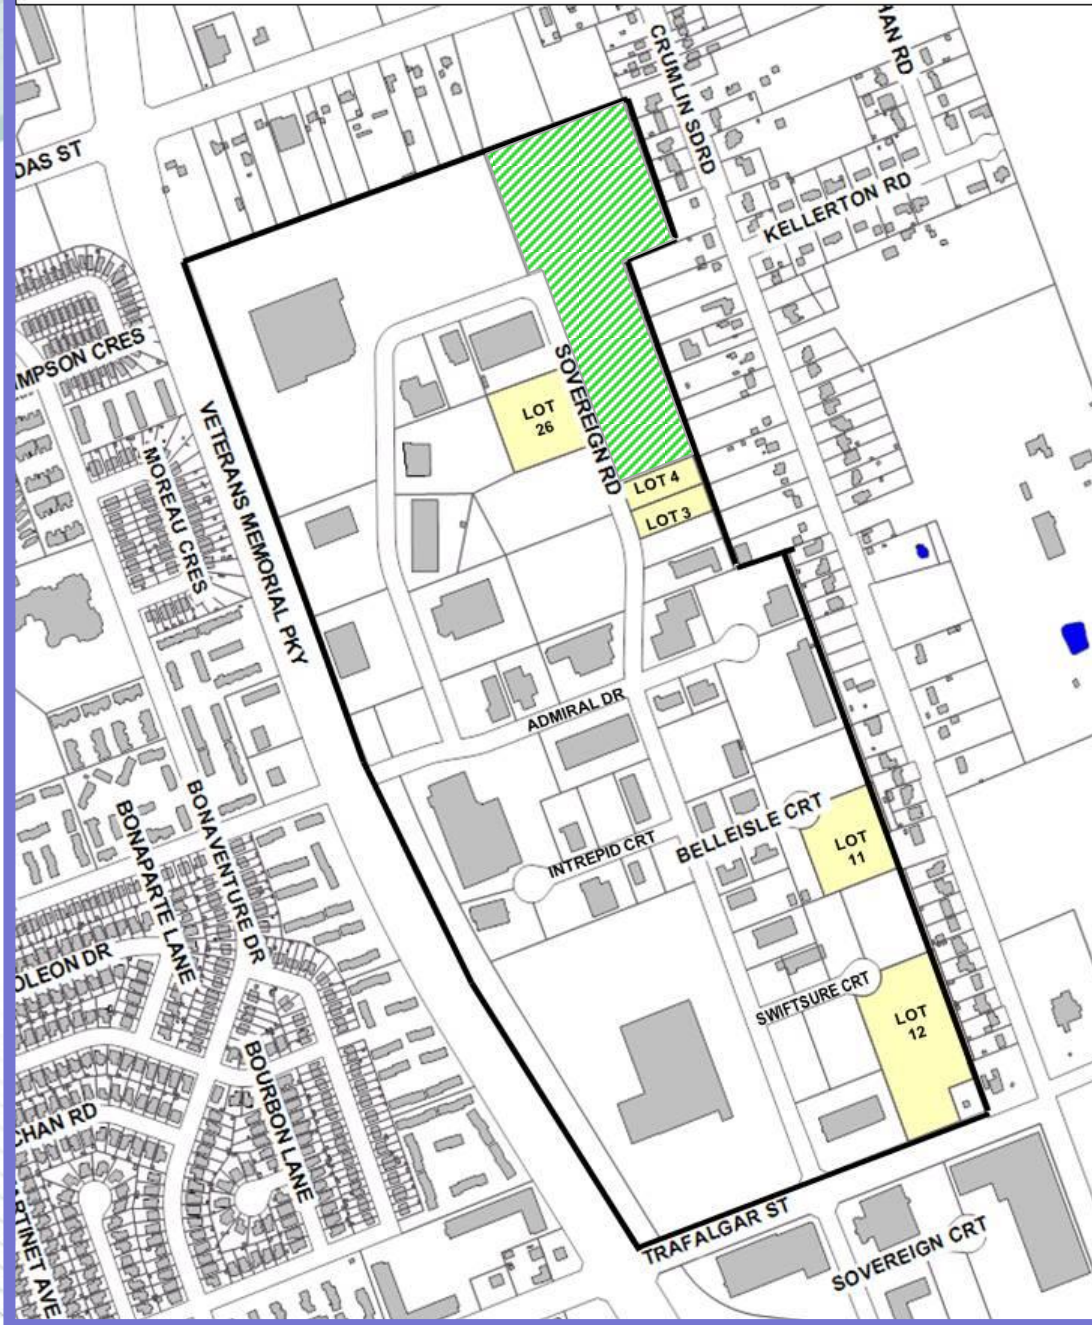 CRUMLIN SDRD
HAN RD
DAS ST
KELLERTON RD
MPSON CRES
SOVEREIGN RD
LOT
26
VETERANS MEMORIAL PKY
MOREAU CRES
LOT 4
LOT 3
ADMIRAL DR
BONAVENTURE DR
BONAPARTE LANE
BELLEISLE CRT
LOT
11
INTREPID CRT
OLEON DR
SWIFTSURE CRT
LOT
12
BOURBON LANE
CHAN RD
ARTINET AVE
TRAFALGAR ST
SOVEREIGN CRT